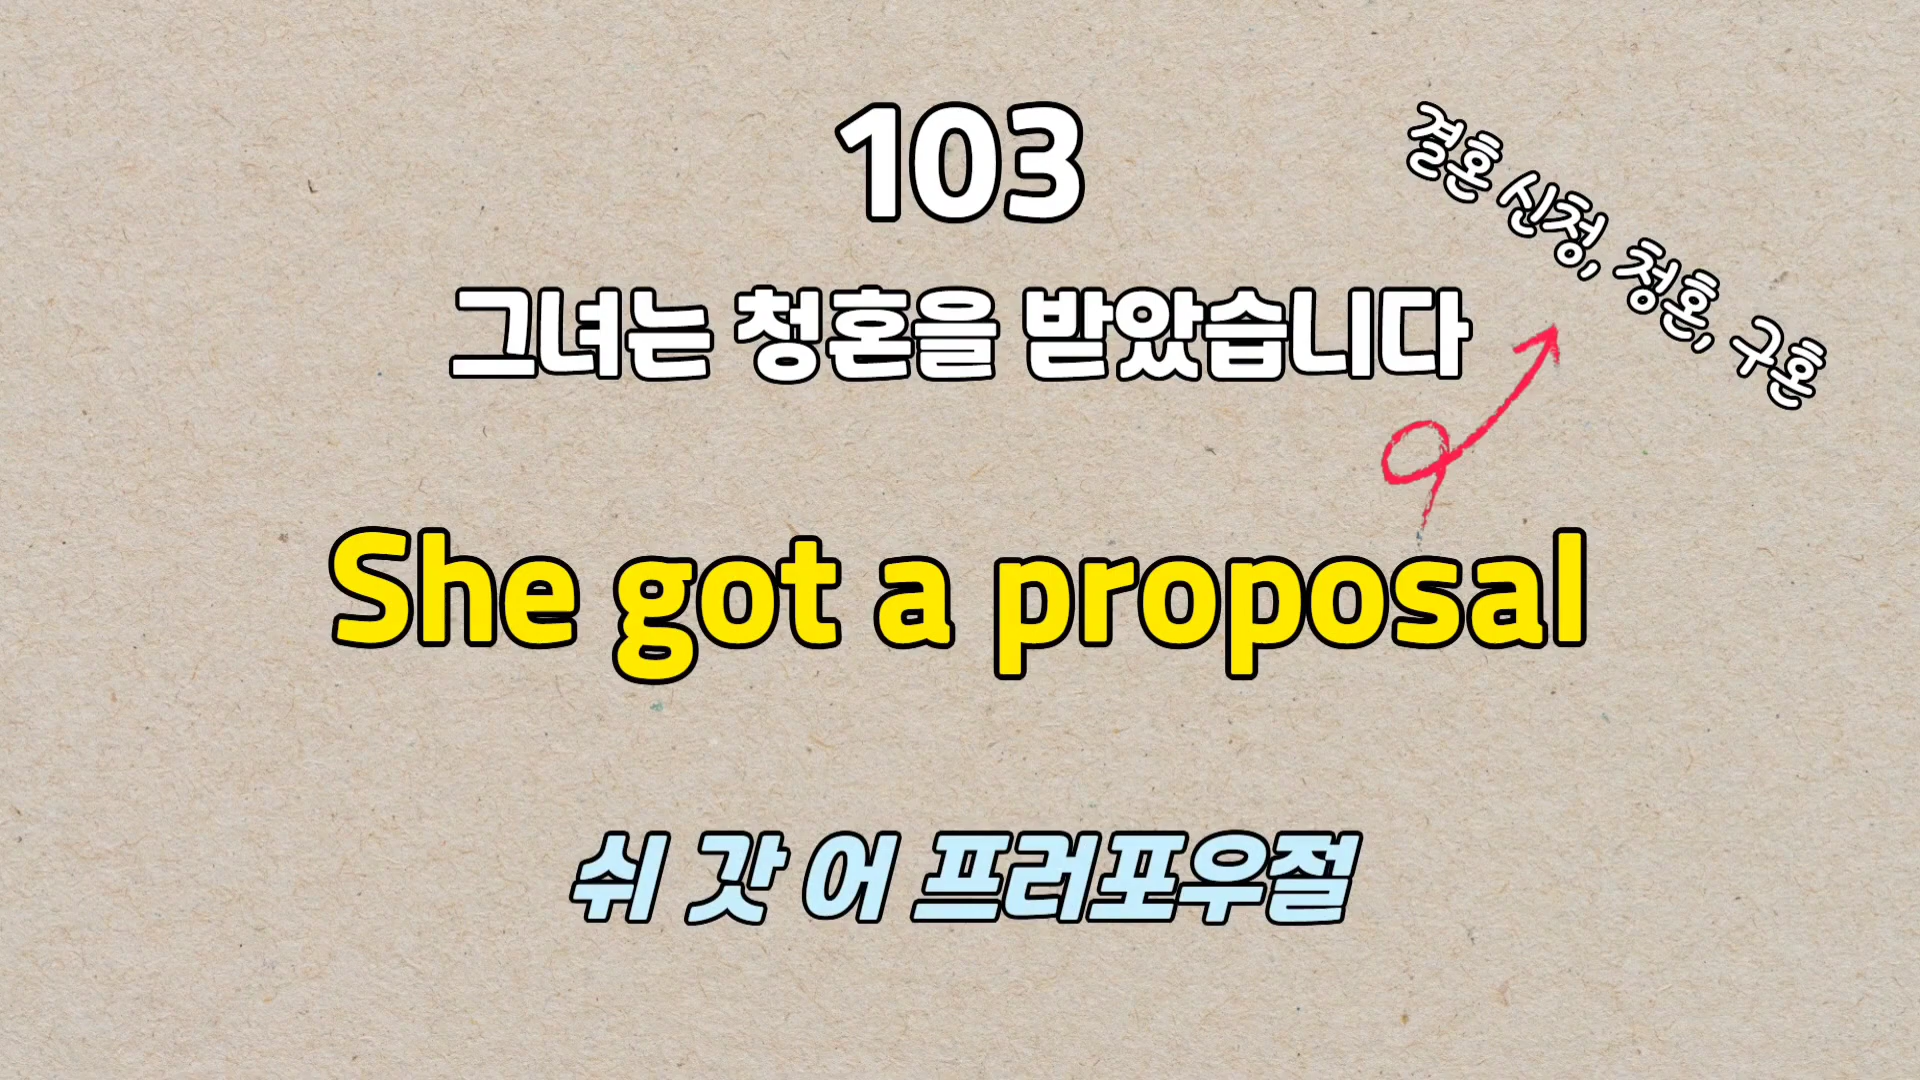 103
결혼 신청, 청혼, 구혼
그녀는 청혼을 받았습니다
She got a proposal
쉬 갓 어 프러포우절